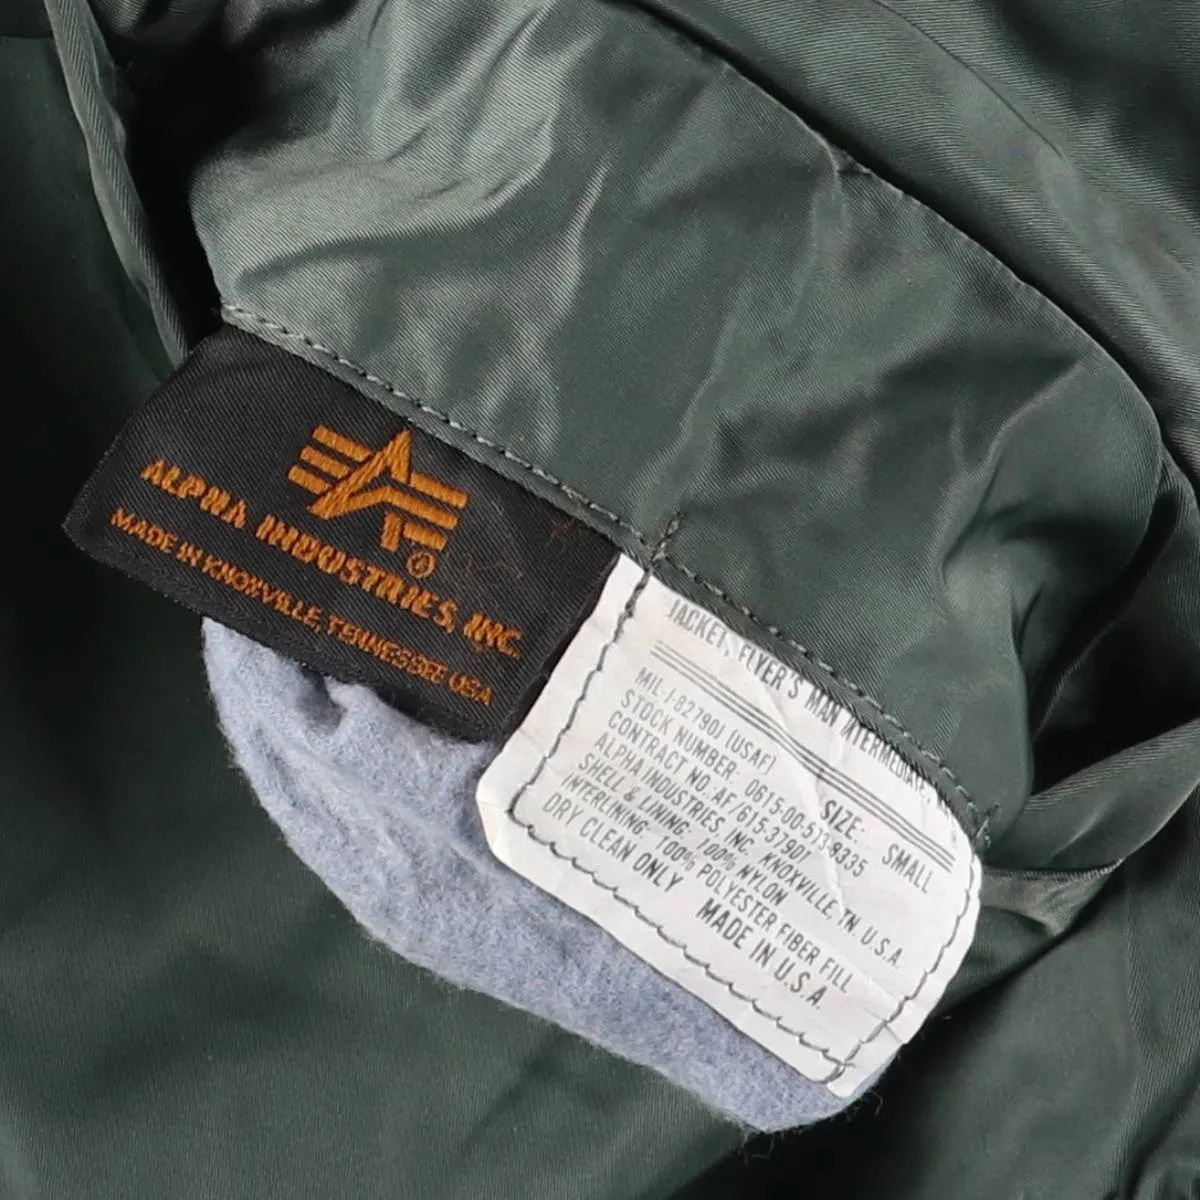 ALPHA INDUSTRIES, INC.
MADE IN KNOXVILLE, TENNESSEE USA
JACKET, FLYER'S MAN INTERMEDIATE,
MIL-J-82790J (USAF) SIZE: SMALL
STOCK NUMBER: 0615-00-573-9335
CONTRACT NO. AF/615-37907
ALPHA INDUSTRIES, INC. KNOXVILLE, TN. U.S.A.
SHELL & LINING: 100% NYLON
INTERLINING: 100% POLYESTER FIBER FILL
DRY CLEAN ONLY
MADE IN U.S.A.